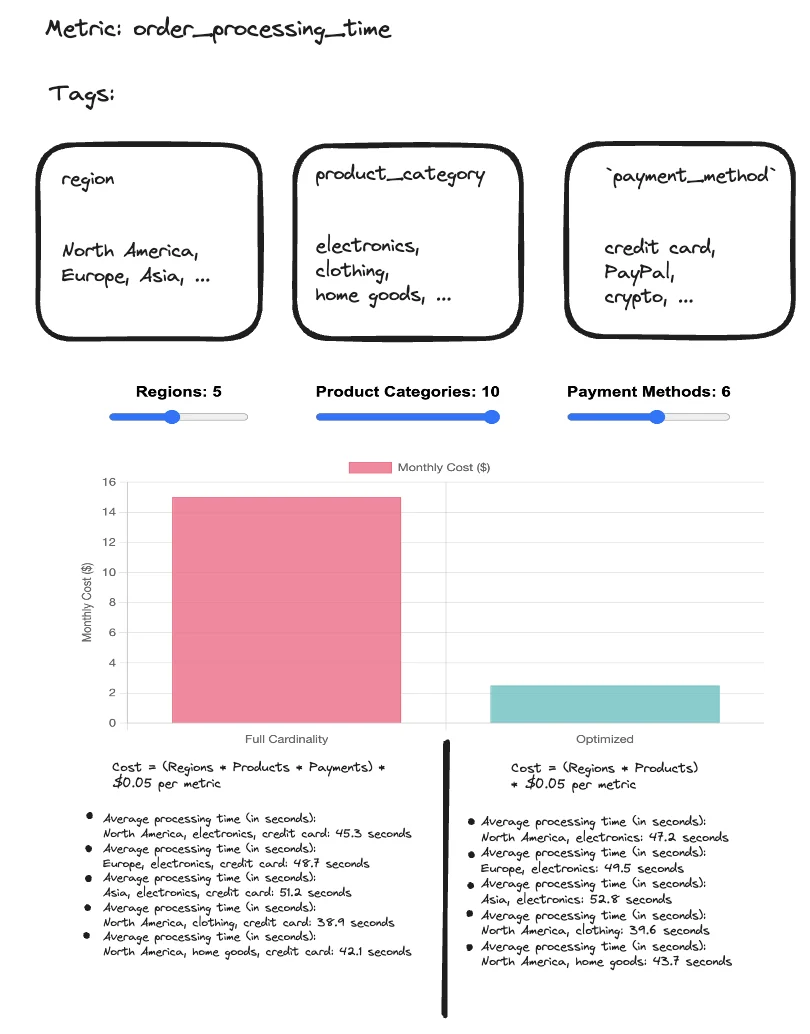 Metric: order_processing_time
Tags:
region
North America,
Europe, Asia, ...
product_category
electronics,
clothing,
home goods, ...
`payment_method`
credit card,
PayPal,
crypto, ...
Regions: 5
Product Categories: 10
Payment Methods: 6
Monthly Cost ($)
Monthly Cost ($)
16
14
12
10
8
6
4
2
0
Full Cardinality
Optimized
Cost = (Regions * Products * Payments) *
$0.05 per metric
Average processing time (in seconds):
North America, electronics, credit card: 45.3 seconds
Average processing time (in seconds):
Europe, electronics, credit card: 48.7 seconds
Average processing time (in seconds):
Asia, electronics, credit card: 51.2 seconds
Average processing time (in seconds):
North America, clothing, credit card: 38.9 seconds
Average processing time (in seconds):
North America, home goods, credit card: 42.1 seconds
Cost = (Regions * Products)
* $0.05 per metric
Average processing time (in seconds):
North America, electronics: 47.2 seconds
Average processing time (in seconds):
Europe, electronics: 49.5 seconds
Average processing time (in seconds):
Asia, electronics: 52.8 seconds
Average processing time (in seconds):
North America, clothing: 39.6 seconds
Average processing time (in seconds):
North America, home goods: 43.7 seconds